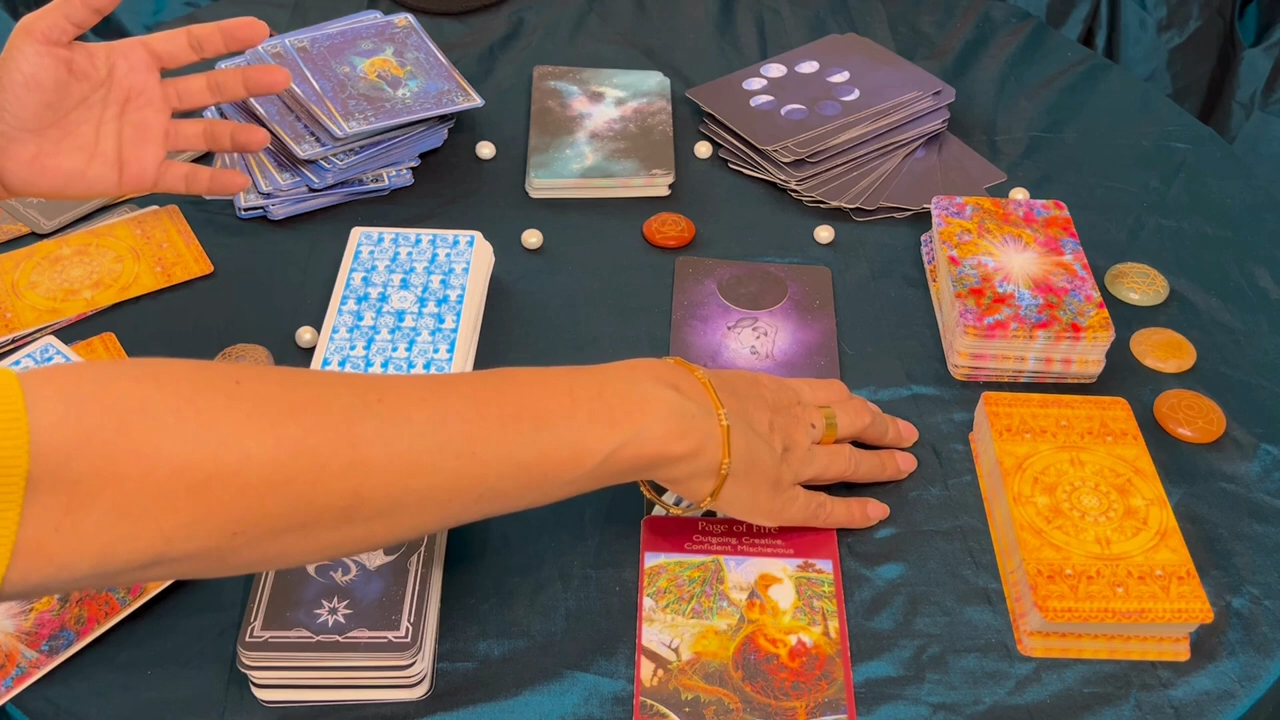 Page of Fire
Outgoing, Creative,
Confident, Mischievous